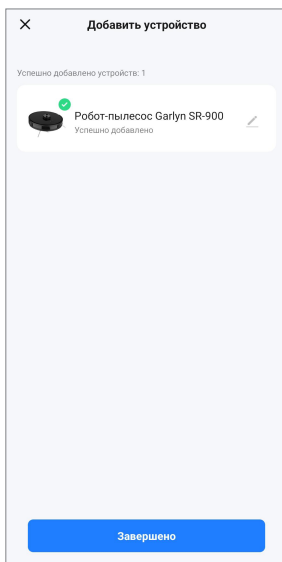 Добавить устройство
Успешно добавлено устройств: 1
Робот-пылесос Garlyn SR-900
Успешно добавлено
Завершено